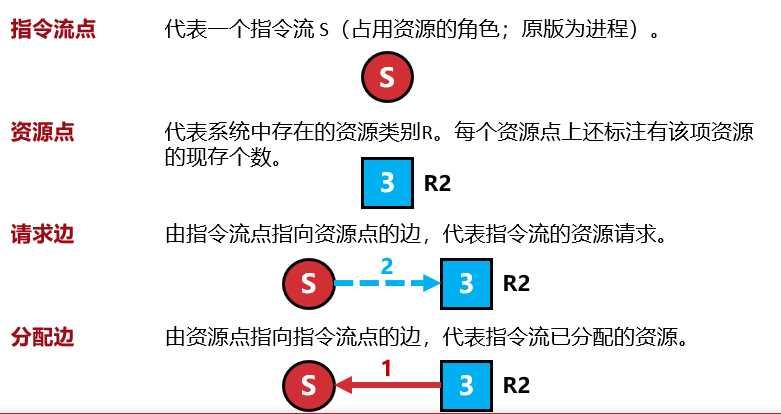 指令流点 代表一个指令流 S（占用资源的角色；原版为进程）。
S
资源点 代表系统中存在的资源类别R。每个资源点上还标注有该项资源
的现存个数。
3 R2
请求边 由指令流点指向资源点的边，代表指令流的资源请求。
S 2 3 R2
分配边 由资源点指向指令流点的边，代表指令流已分配的资源。
S 1 3 R2